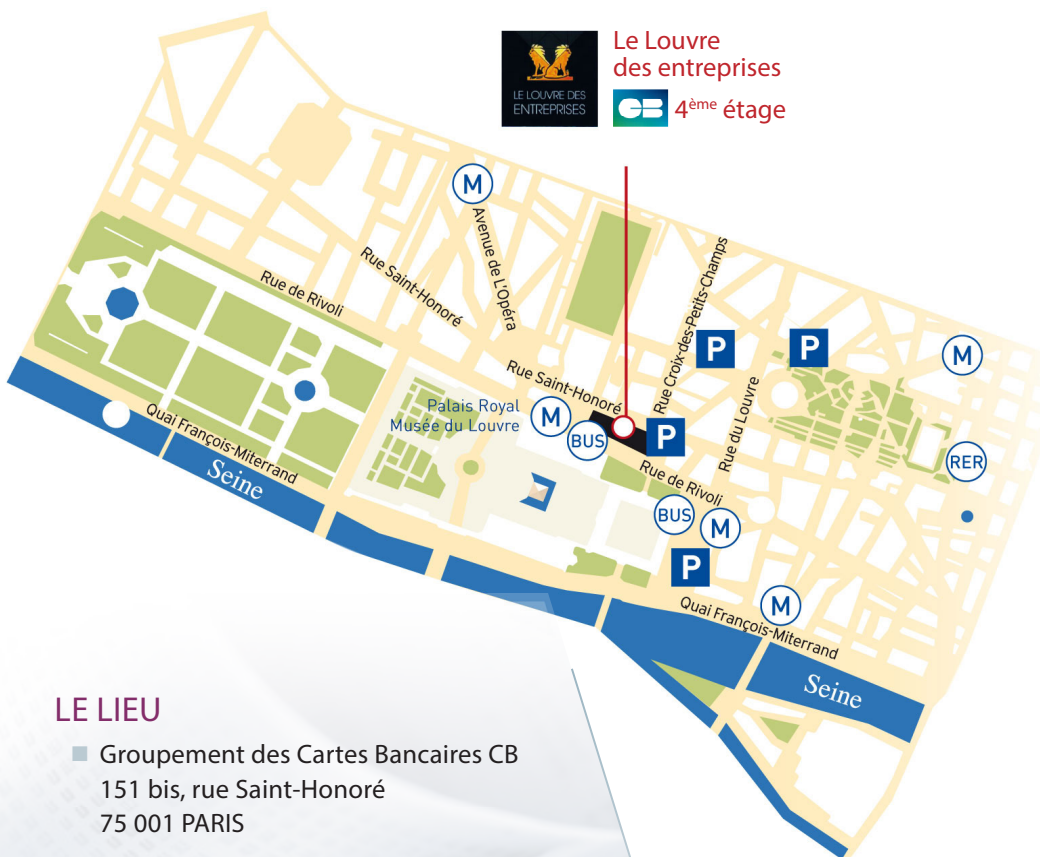 LE LOUVRE DES
ENTREPRISES
Le Louvre
des entreprises
CB 4ème étage
M
Avenue de L'Opéra
Rue Saint-Honoré
Rue de Rivoli
Rue Croix-des-Petits-Champs
P
P
M
Rue Saint-Honoré
Palais Royal
Musée du Louvre
M
BUS
P
Rue du Louvre
Quai François-Miterrand
Seine
Rue de Rivoli
RER
BUS
M
P
M
Quai François-Miterrand
Seine
LE LIEU
Groupement des Cartes Bancaires CB
151 bis, rue Saint-Honoré
75 001 PARIS